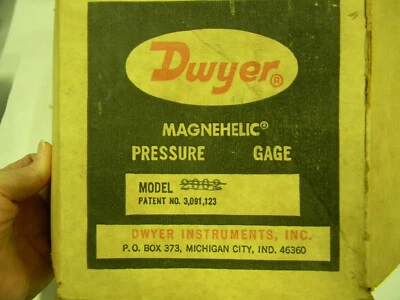 Dwyer®
MAGNEHELIC®
PRESSURE GAGE
MODEL 2002
PATENT NO. 3,091,123
DWYER INSTRUMENTS, INC.
P.O. BOX 373, MICHIGAN CITY, IND. 46360